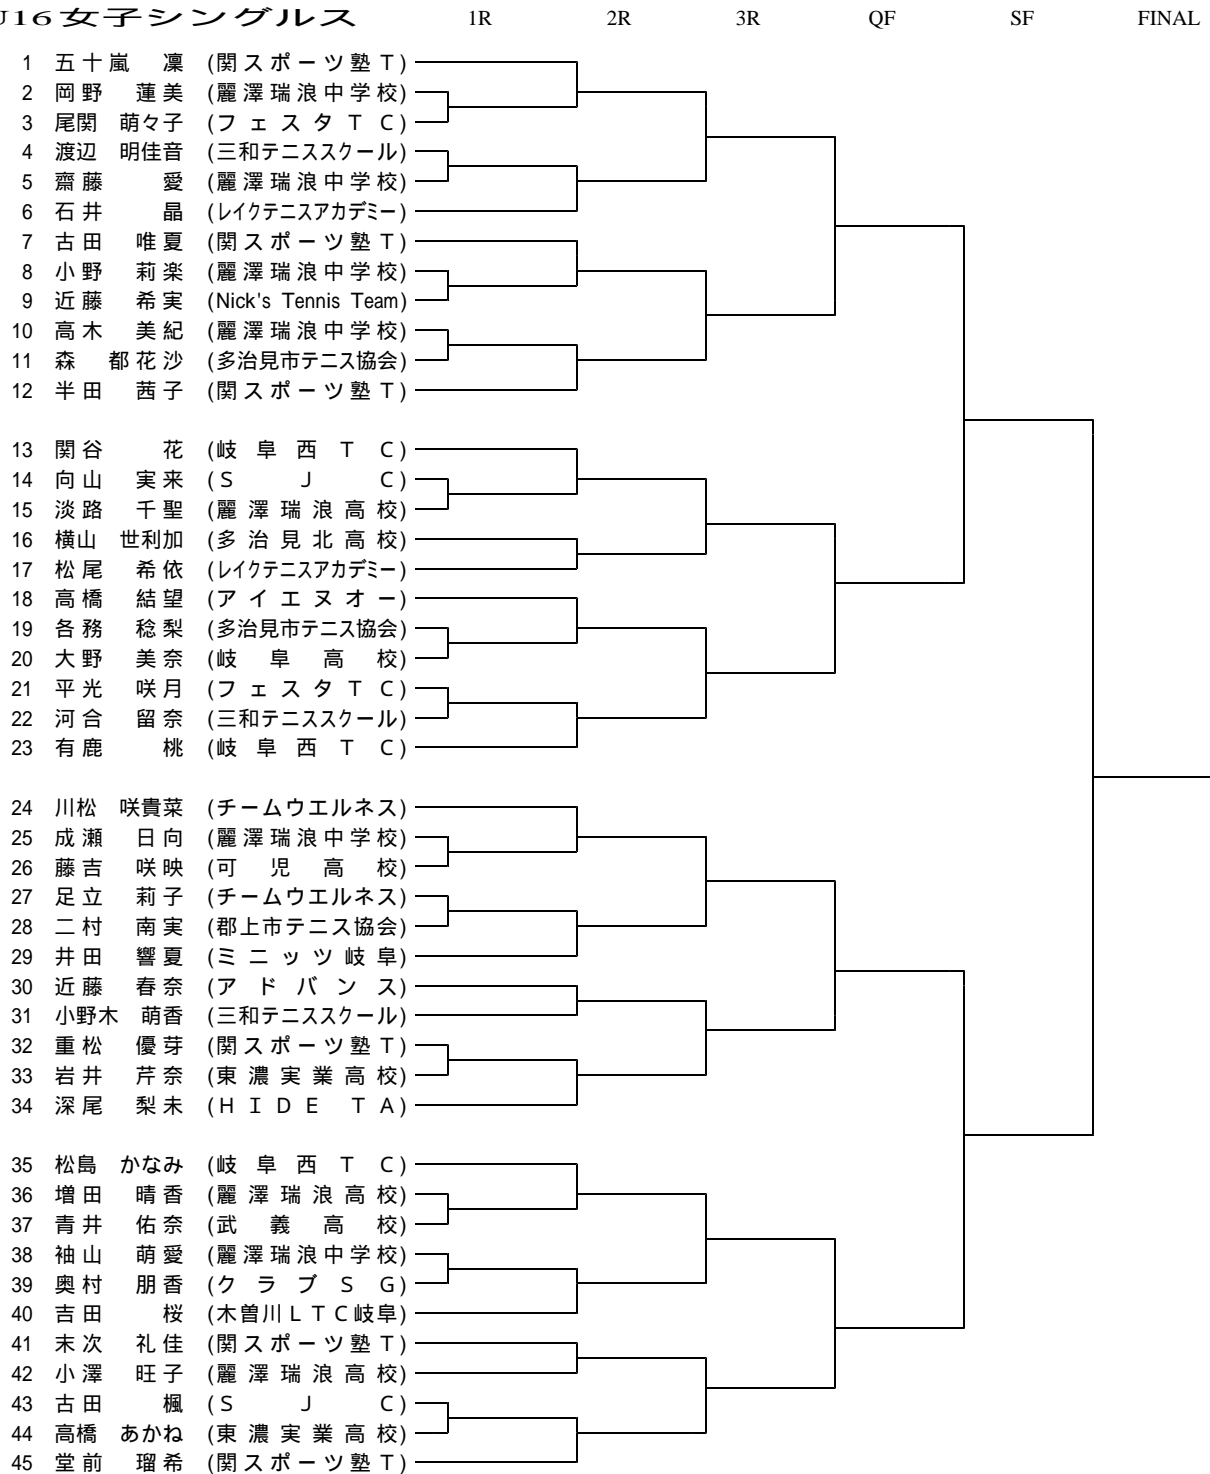 U16女子シングルス 1R 2R 3R QF SF FINAL
1 五十嵐 凜 (関スポーツ塾T)
2 岡野 蓮美 (麗澤瑞浪中学校)
3 尾関 萌々子 (フェスタTC)
4 渡辺 明佳音 (三和テニススクール)
5 齋藤 愛 (麗澤瑞浪中学校)
6 石井 晶 (レイクテニスアカデミー)
7 古田 唯夏 (関スポーツ塾T)
8 小野 莉楽 (麗澤瑞浪中学校)
9 近藤 希実 (Nick's Tennis Team)
10 高木 美紀 (麗澤瑞浪中学校)
11 森 都花沙 (多治見市テニス協会)
12 半田 茜子 (関スポーツ塾T)
13 関谷 花 (岐阜西TC)
14 向山 実来 (SJC)
15 淡路 千聖 (麗澤瑞浪高校)
16 横山 世利加 (多治見北高校)
17 松尾 希依 (レイクテニスアカデミー)
18 高橋 結望 (アイエヌオー)
19 各務 稔梨 (多治見市テニス協会)
20 大野 美奈 (岐阜高校)
21 平光 咲月 (フェスタTC)
22 河合 留奈 (三和テニススクール)
23 有鹿 桃 (岐阜西TC)
24 川松 咲貴菜 (チームウエルネス)
25 成瀬 日向 (麗澤瑞浪中学校)
26 藤吉 咲映 (可児高校)
27 足立 莉子 (チームウエルネス)
28 二村 南実 (郡上市テニス協会)
29 井田 響夏 (ミニッツ岐阜)
30 近藤 春奈 (アドバンス)
31 小野木 萌香 (三和テニススクール)
32 重松 優芽 (関スポーツ塾T)
33 岩井 芹奈 (東濃実業高校)
34 深尾 梨未 (HIDE TA)
35 松島 かなみ (岐阜西TC)
36 増田 晴香 (麗澤瑞浪高校)
37 青井 佑奈 (武義高校)
38 袖山 萌愛 (麗澤瑞浪中学校)
39 奥村 朋香 (クラブSG)
40 吉田 桜 (木曽川LTC岐阜)
41 末次 礼佳 (関スポーツ塾T)
42 小澤 旺子 (麗澤瑞浪高校)
43 古田 楓 (SJC)
44 高橋 あかね (東濃実業高校)
45 堂前 瑠希 (関スポーツ塾T)